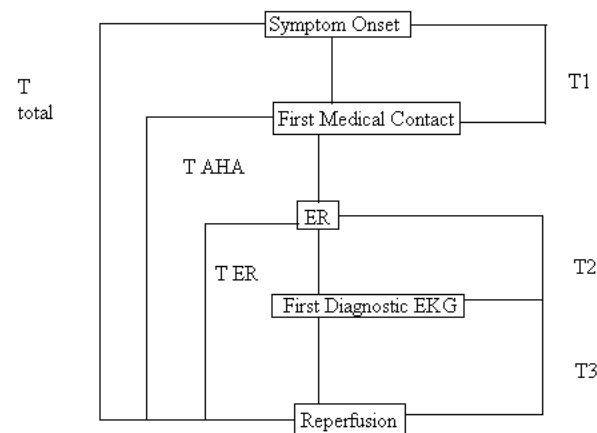 Symptom Onset
T
total
T1
First Medical Contact
T AHA
ER
T ER
T2
First Diagnostic EKG
T3
Reperfusion